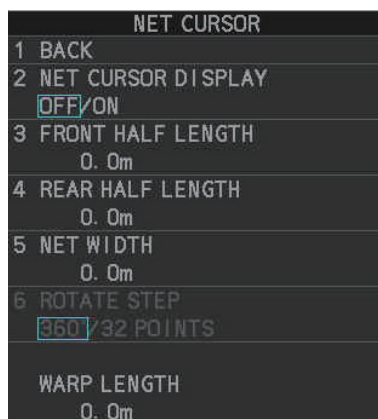 NET CURSOR
1 BACK
2 NET CURSOR DISPLAY
OFF/ON
3 FRONT HALF LENGTH
0. 0m
4 REAR HALF LENGTH
0. 0m
5 NET WIDTH
0. 0m
6 ROTATE STEP
360°/32 POINTS
WARP LENGTH
0. 0m